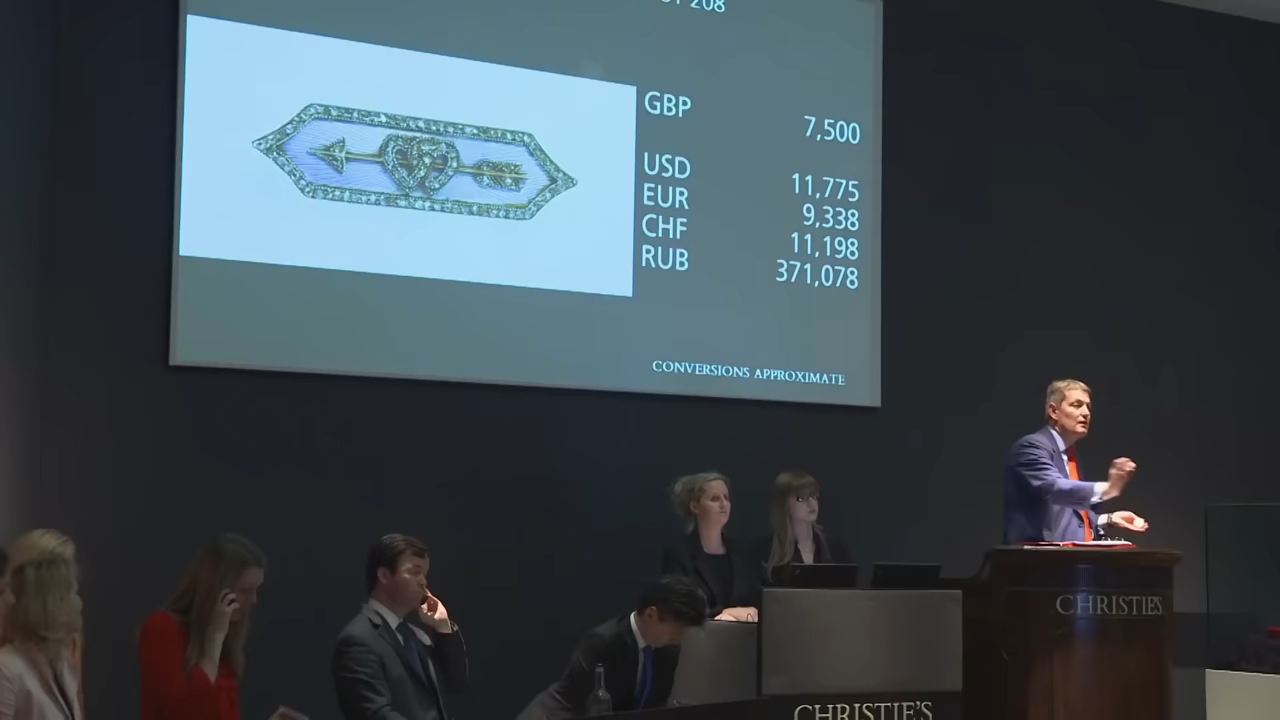 208
GBP 7,500
USD 11,775
EUR 9,338
CHF 11,198
RUB 371,078
CONVERSIONS APPROXIMATE
CHRISTIE'S
CHRISTIE'S